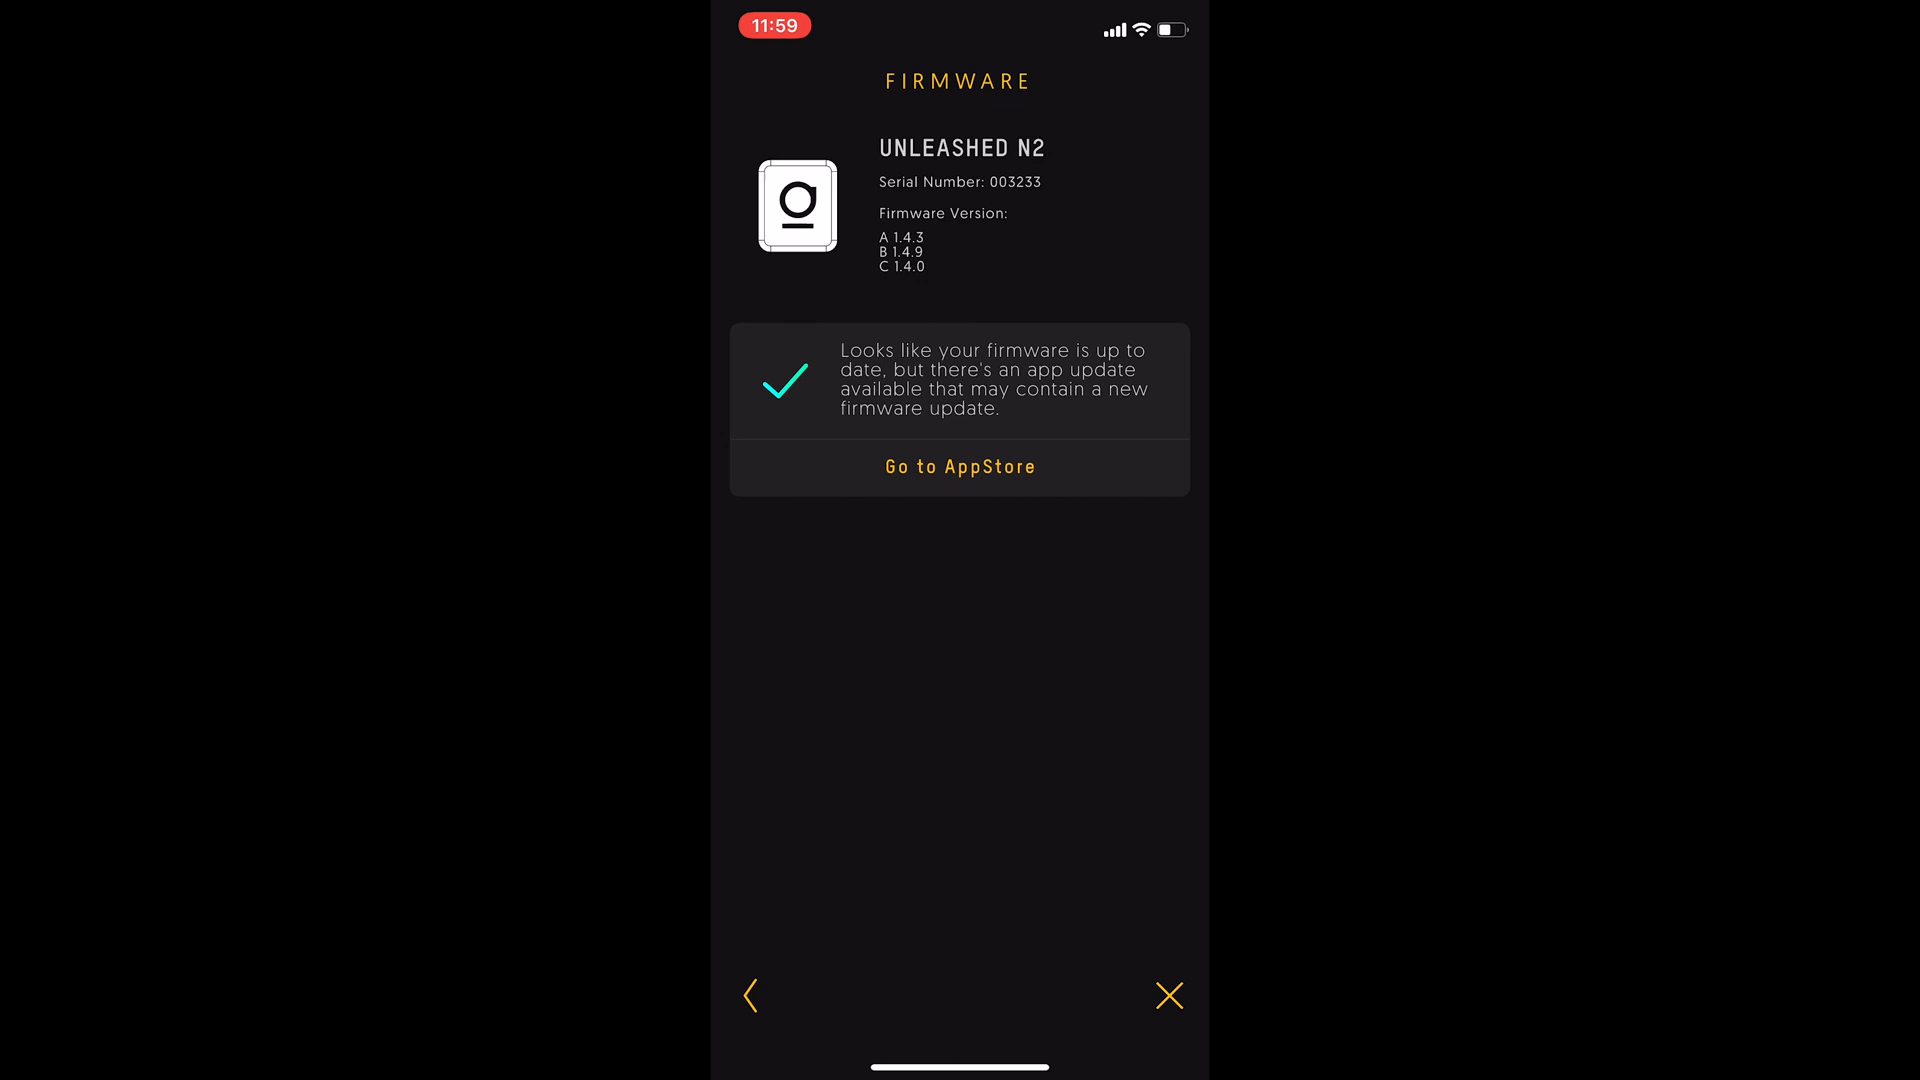 11:59
FIRMWARE
UNLEASHED N2
Serial Number: 003233
Firmware Version:
A 1.4.3
B 1.4.9
C 1.4.0
Looks like your firmware is up to
date, but there's an app update
available that may contain a new
firmware update.
Go to AppStore